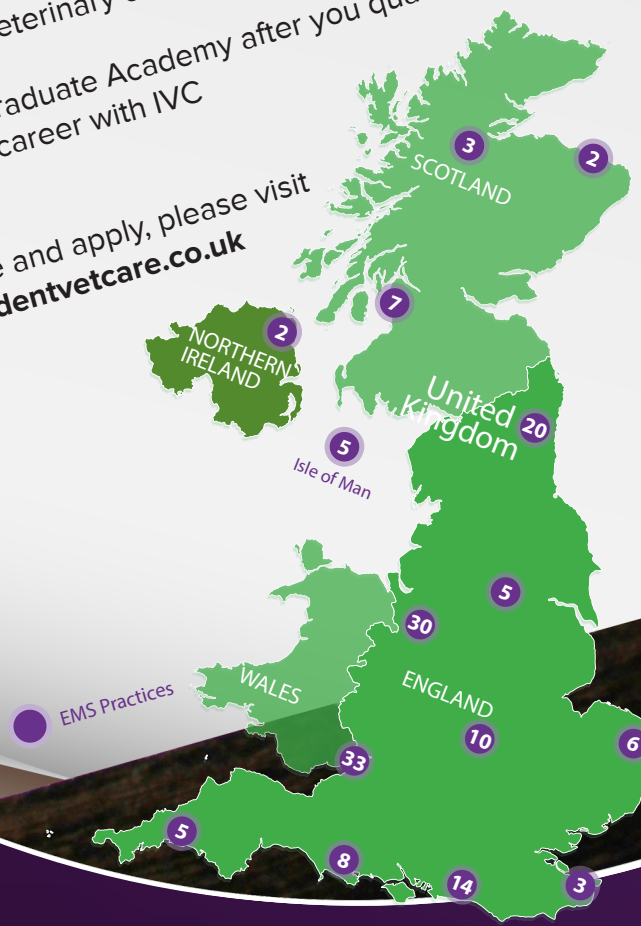 eterinary
raduate Academy after you qua
career with IVC
e and apply, please visit
dentvetcare.co.uk
3
SCOTLAND
2
7
2
NORTHERN
IRELAND
United
Kingdom
20
5
Isle of Man
5
30
WALES
ENGLAND
EMS Practices
10
6
33
5
8
14
3